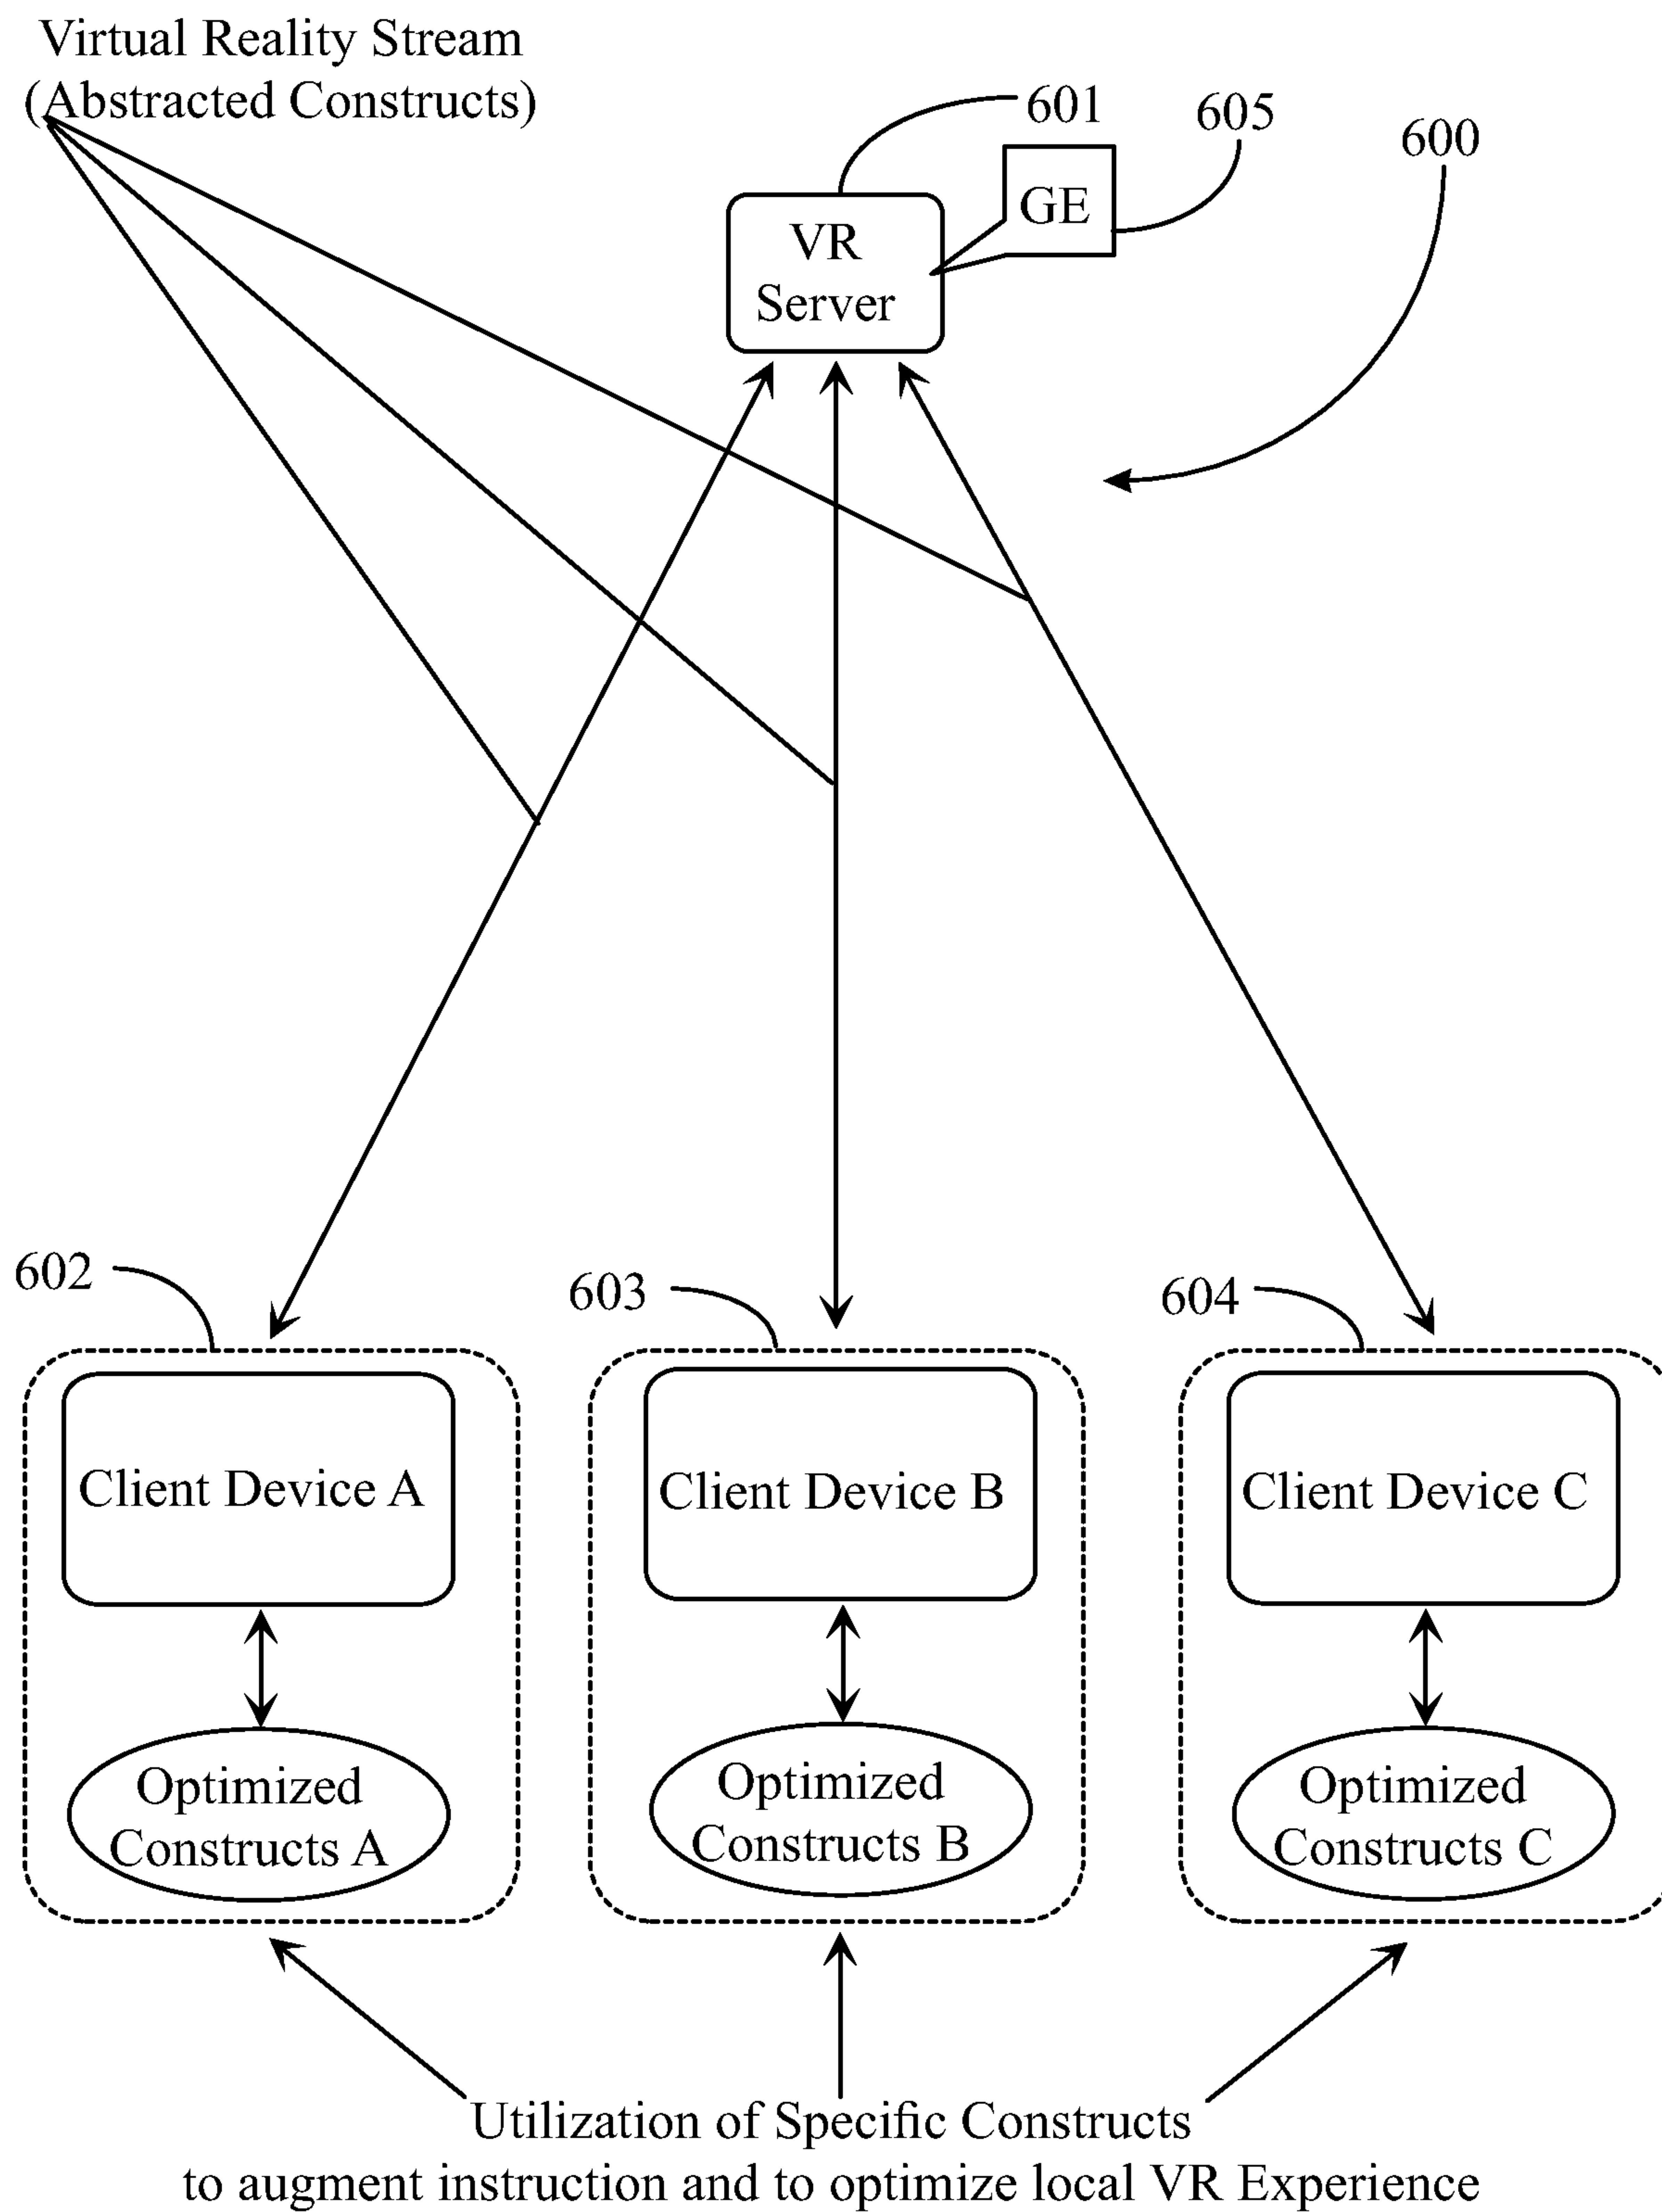 Virtual Reality Stream
(Abstracted Constructs)
601
605
600
GE
VR
Server
602
603
604
Client Device A
Client Device B
Client Device C
Optimized
Constructs A
Optimized
Constructs B
Optimized
Constructs C
Utilization of Specific Constructs
to augment instruction and to optimize local VR Experience